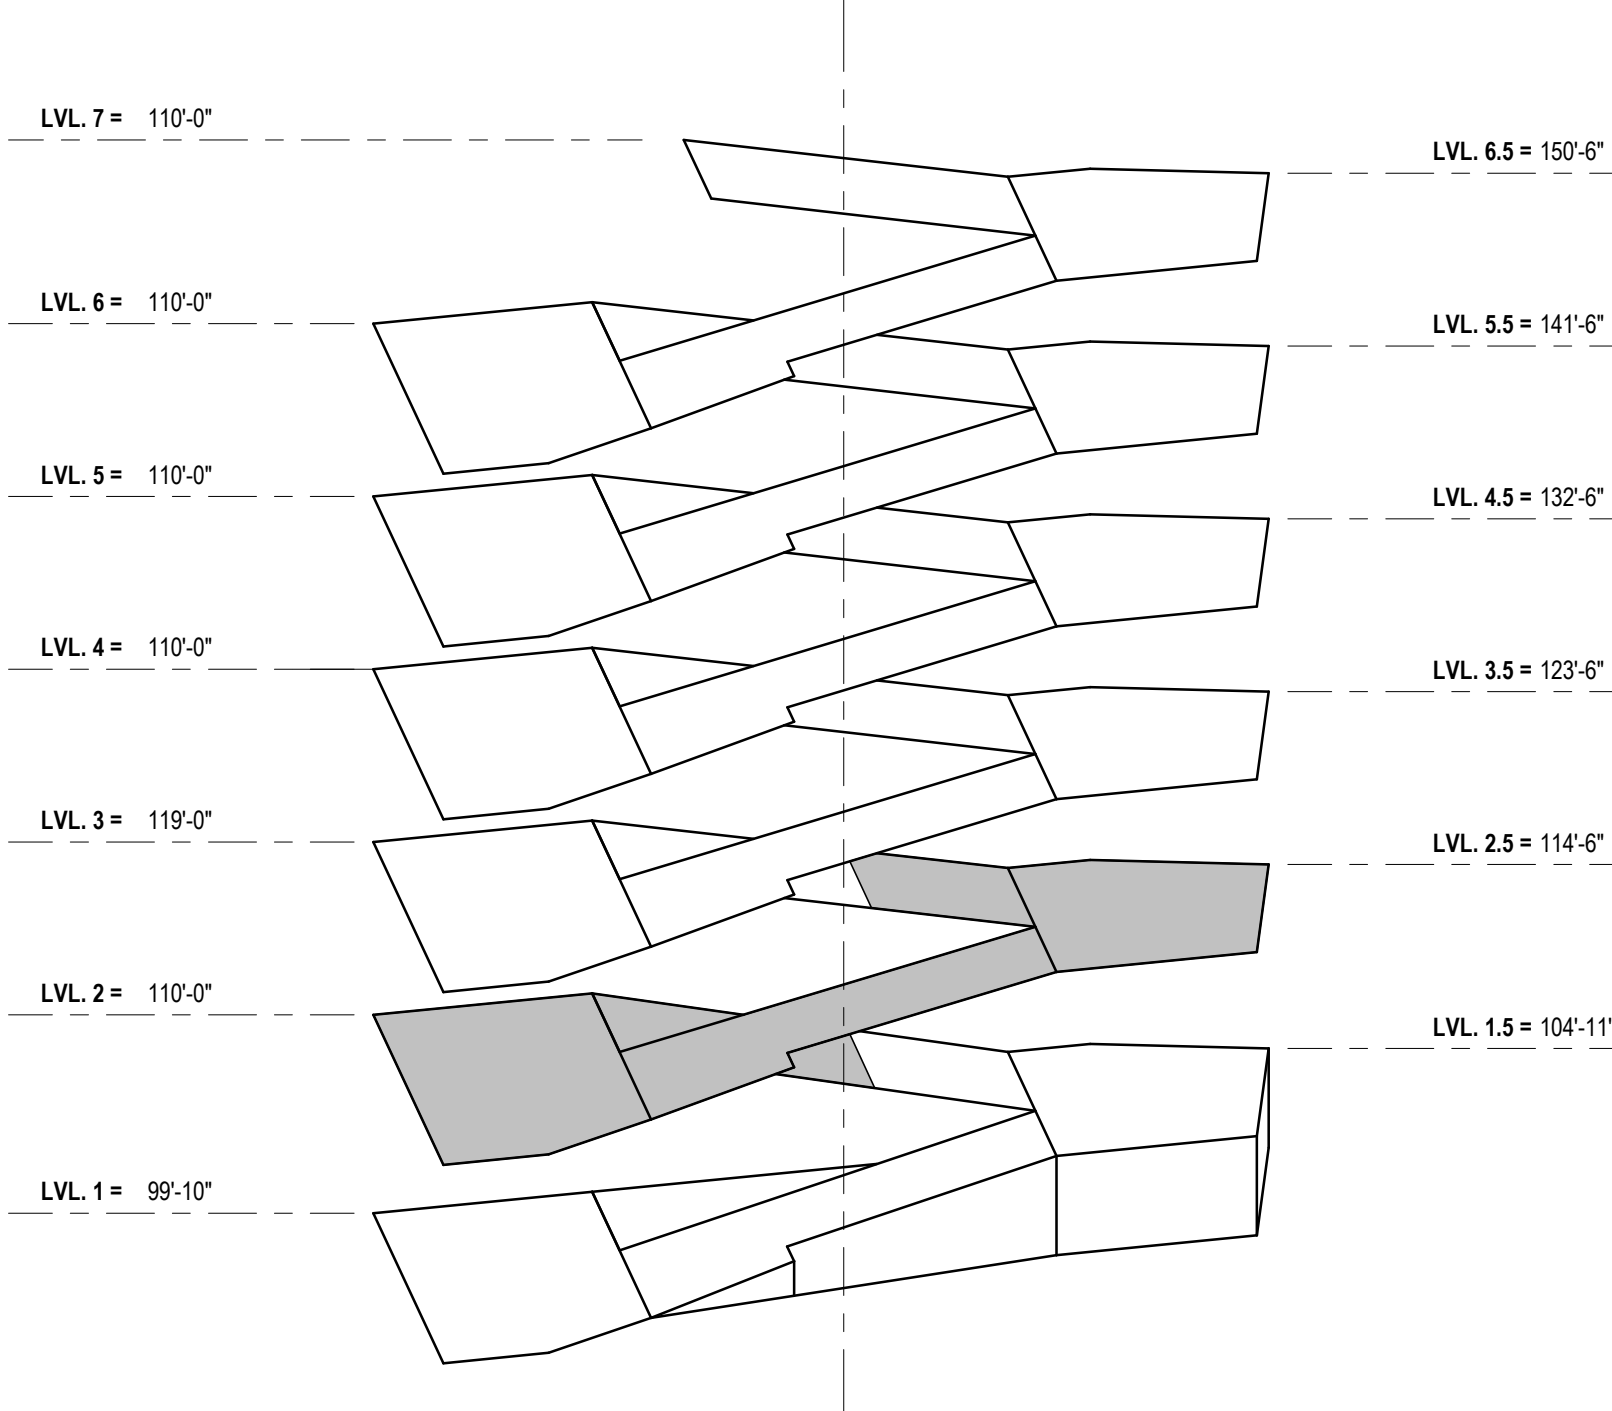 LVL. 7 = 110'-0"
LVL. 6.5 = 150'-6"
LVL. 6 = 110'-0"
LVL. 5.5 = 141'-6"
LVL. 5 = 110'-0"
LVL. 4.5 = 132'-6"
LVL. 4 = 110'-0"
LVL. 3.5 = 123'-6"
LVL. 3 = 119'-0"
LVL. 2.5 = 114'-6"
LVL. 2 = 110'-0"
LVL. 1.5 = 104'-11'
LVL. 1 = 99'-10"